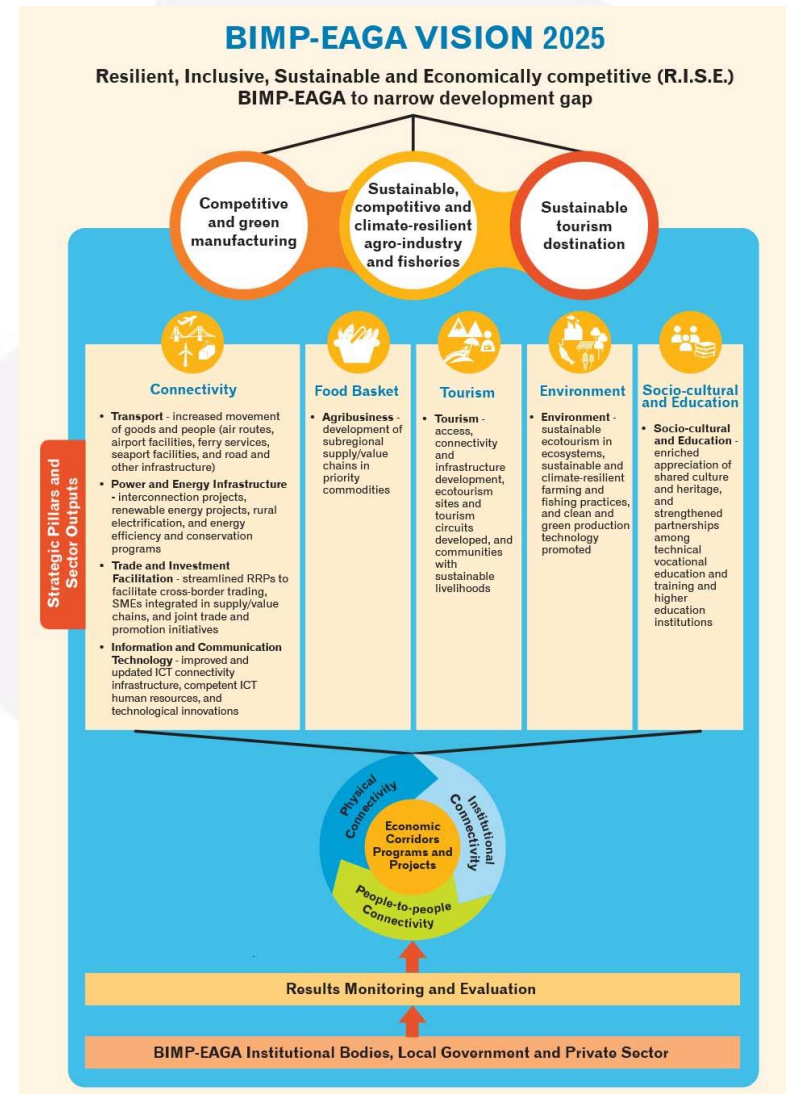 BIMP-EAGA VISION 2025
Resilient, Inclusive, Sustainable and Economically competitive (R.I.S.E.)
BIMP-EAGA to narrow development gap
Competitive
and green
manufacturing
Sustainable,
competitive and
climate-resilient
agro-industry
and fisheries
Sustainable
tourism
destination
Strategic Pillars and
Sector Outputs
Connectivity
• Transport - increased movement
of goods and people (air routes,
airport facilities, ferry services,
seaport facilities, and road and
other infrastructure)
• Power and Energy Infrastructure
- interconnection projects,
renewable energy projects, rural
electrification, and energy
efficiency and conservation
programs
• Trade and Investment
Facilitation - streamlined RRPs to
facilitate cross-border trading,
SMEs integrated in supply/value
chains, and joint trade and
promotion initiatives
• Information and Communication
Technology - improved and
updated ICT connectivity
infrastructure, competent ICT
human resources, and
technological innovations
Food Basket
• Agribusiness -
development of
subregional
supply/value
chains in
priority
commodities
Tourism
• Tourism -
access,
connectivity
and
infrastructure
development,
ecotourism
sites and
tourism
circuits
developed, and
communities
with
sustainable
livelihoods
Environment
• Environment -
sustainable
ecotourism in
ecosystems,
sustainable and
climate-resilient
farming and
fishing practices,
and clean and
green production
technology
promoted
Socio-cultural
and Education
• Socio-cultural
and Education -
enriched
appreciation of
shared culture
and heritage,
and
strengthened
partnerships
among
technical
vocational
education and
training and
higher
education
institutions
Physical
Connectivity
Institutional
Connectivity
People-to-people
Connectivity
Economic
Corridors
Programs and
Projects
Results Monitoring and Evaluation
BIMP-EAGA Institutional Bodies, Local Government and Private Sector